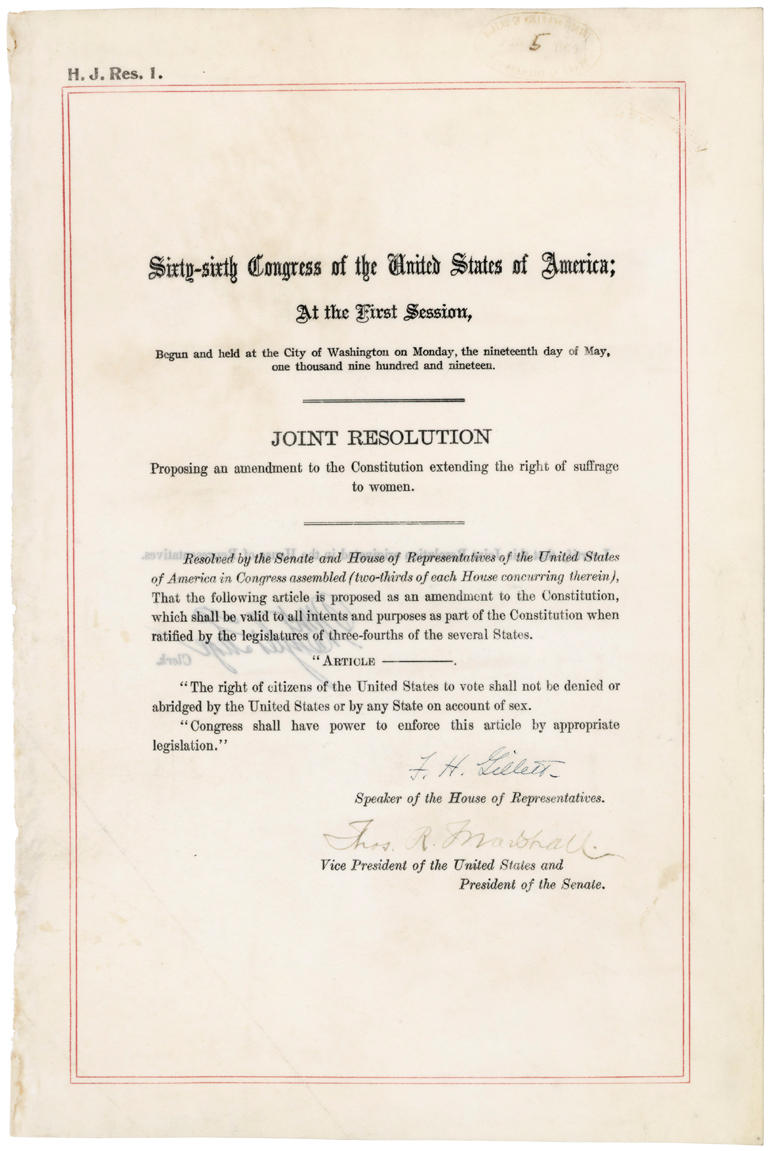 5
H. J. Res. 1.
Sixty-sixth Congress of the United States of America;
At the First Session,
Begun and held at the City of Washington on Monday, the nineteenth day of May,
one thousand nine hundred and nineteen.
JOINT RESOLUTION
Proposing an amendment to the Constitution extending the right of suffrage
to women.
Resolved by the Senate and House of Representatives of the United States
of America in Congress assembled (two-thirds of each House concurring therein),
That the following article is proposed as an amendment to the Constitution,
which shall be valid to all intents and purposes as part of the Constitution when
ratified by the legislatures of three-fourths of the several States.
"ARTICLE ———.
"The right of citizens of the United States to vote shall not be denied or
abridged by the United States or by any State on account of sex.
"Congress shall have power to enforce this article by appropriate
legislation."
F. H. Gillett
Speaker of the House of Representatives.
Thos. R. Marshall.
Vice President of the United States and
President of the Senate.